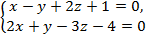 {x − y + 2z + 1 = 0,
2x + y − 3z − 4 = 0